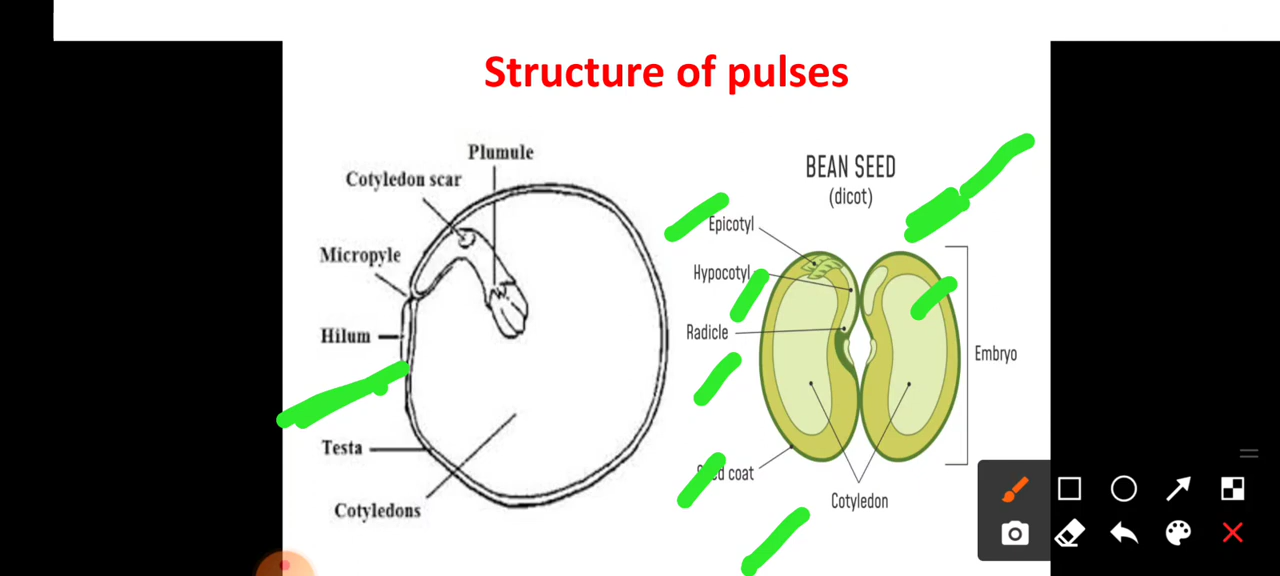 Structure of pulses
Plumule
Cotyledon scar
Micropyle
Hilum
Testa
Cotyledons
BEAN SEED
(dicot)
Epicotyl
Hypocotyl
Radicle
Embryo
coat
Cotyledon